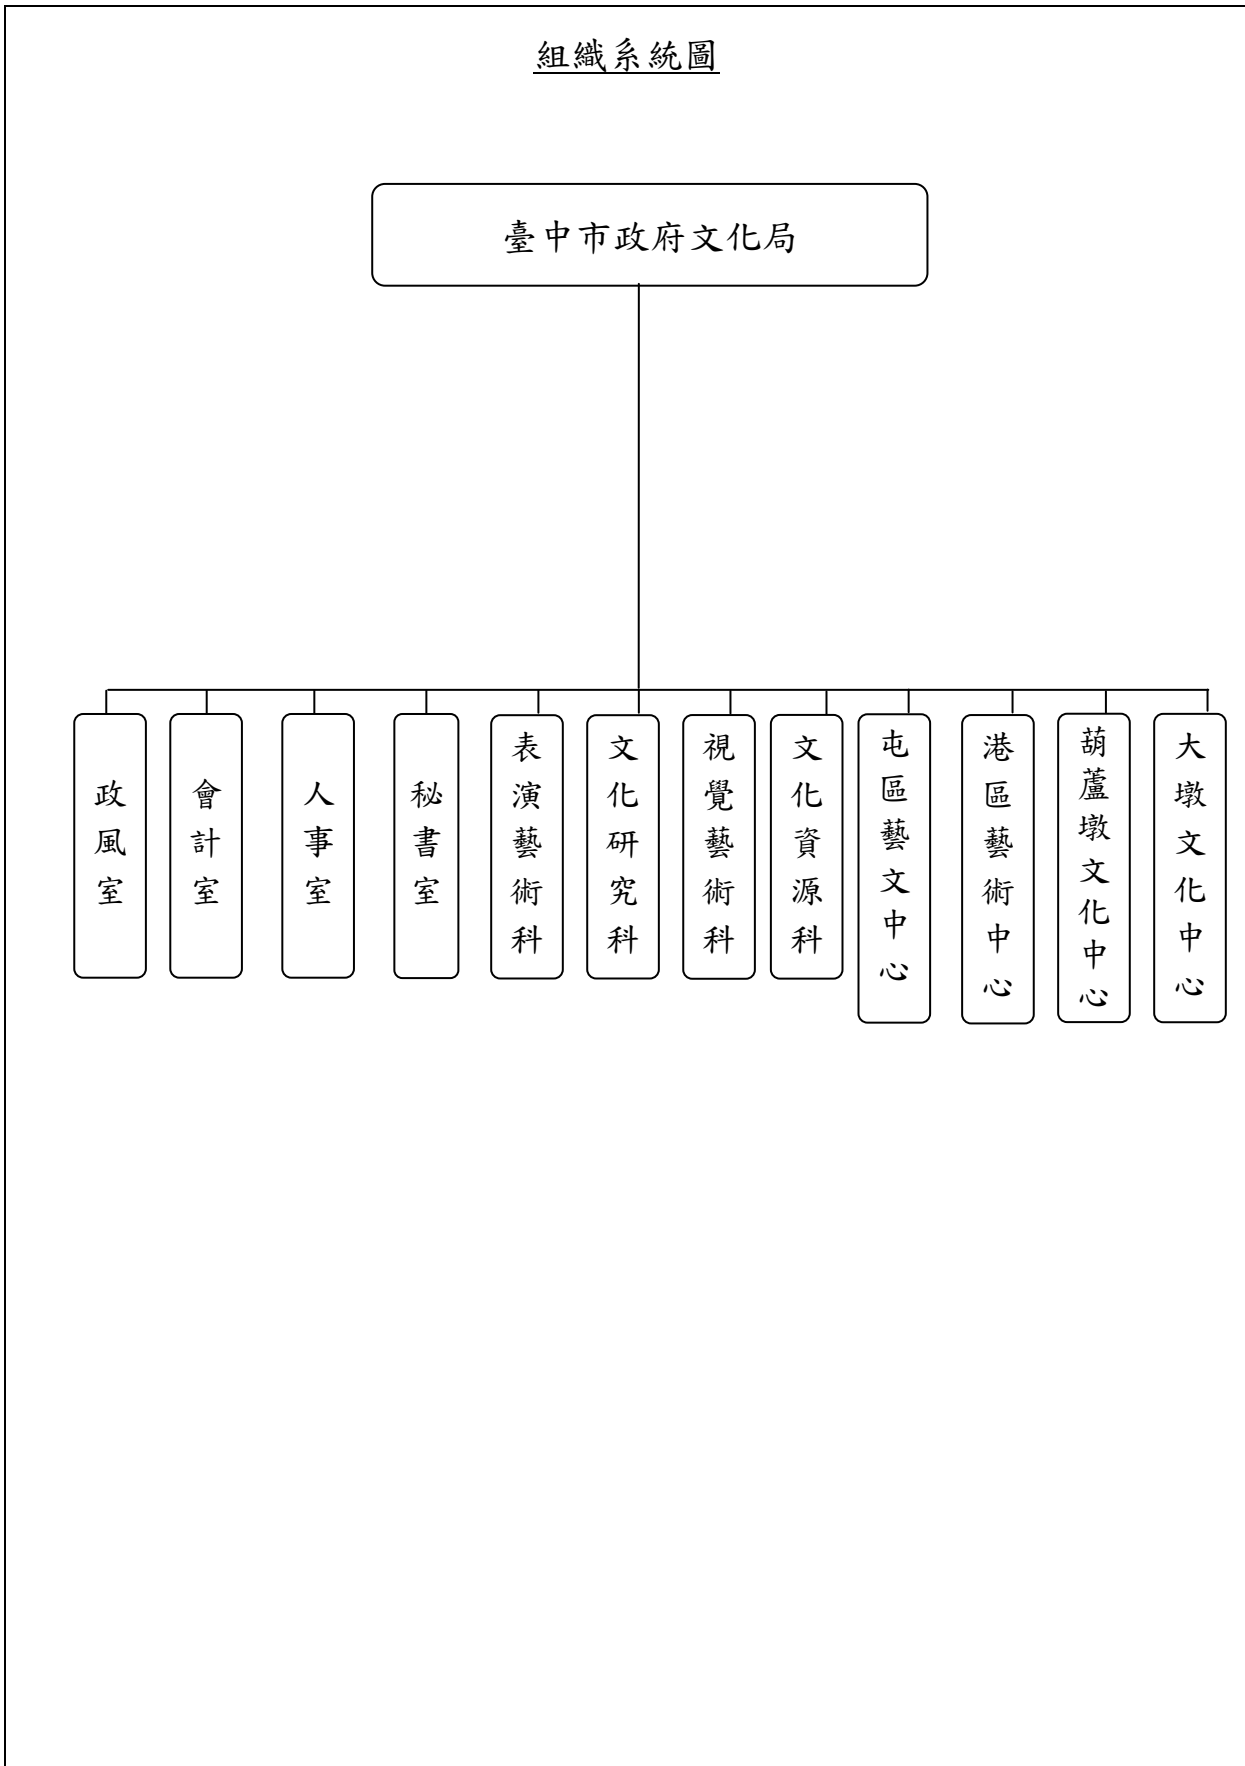 組織系統圖
臺中市政府文化局
政風室
會計室
人事室
秘書室
表演藝術科
文化研究科
視覺藝術科
文化資源科
屯區藝文中心
港區藝術中心
葫蘆墩文化中心
大墩文化中心